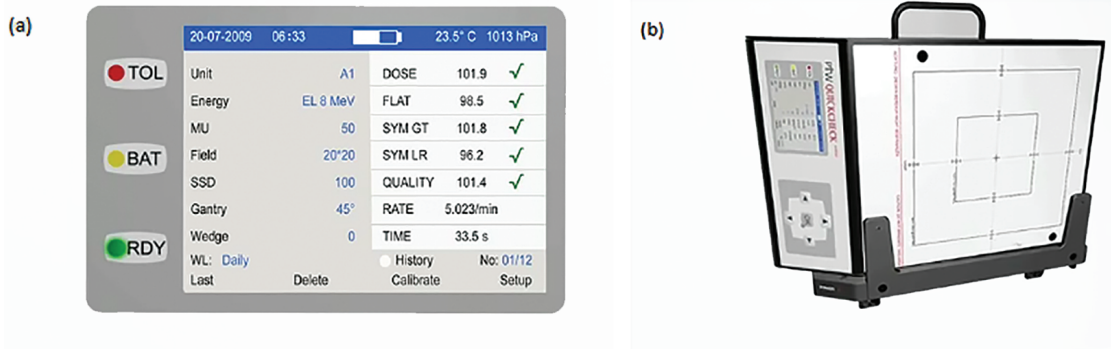 (a)
20-07-2009 06:33 23.5° C 1013 hPa
TOL
BAT
RDY
Unit A1
Energy EL 8 MeV
MU 50
Field 20*20
SSD 100
Gantry 45°
Wedge 0
WL: Daily
DOSE 101.9 √
FLAT 98.5 √
SYM GT 101.8 √
SYM LR 96.2 √
QUALITY 101.4 √
RATE 5.023/min
TIME 33.5 s
History No: 01/12
Last Delete Calibrate Setup
(b)
PTW QUICKCHECK